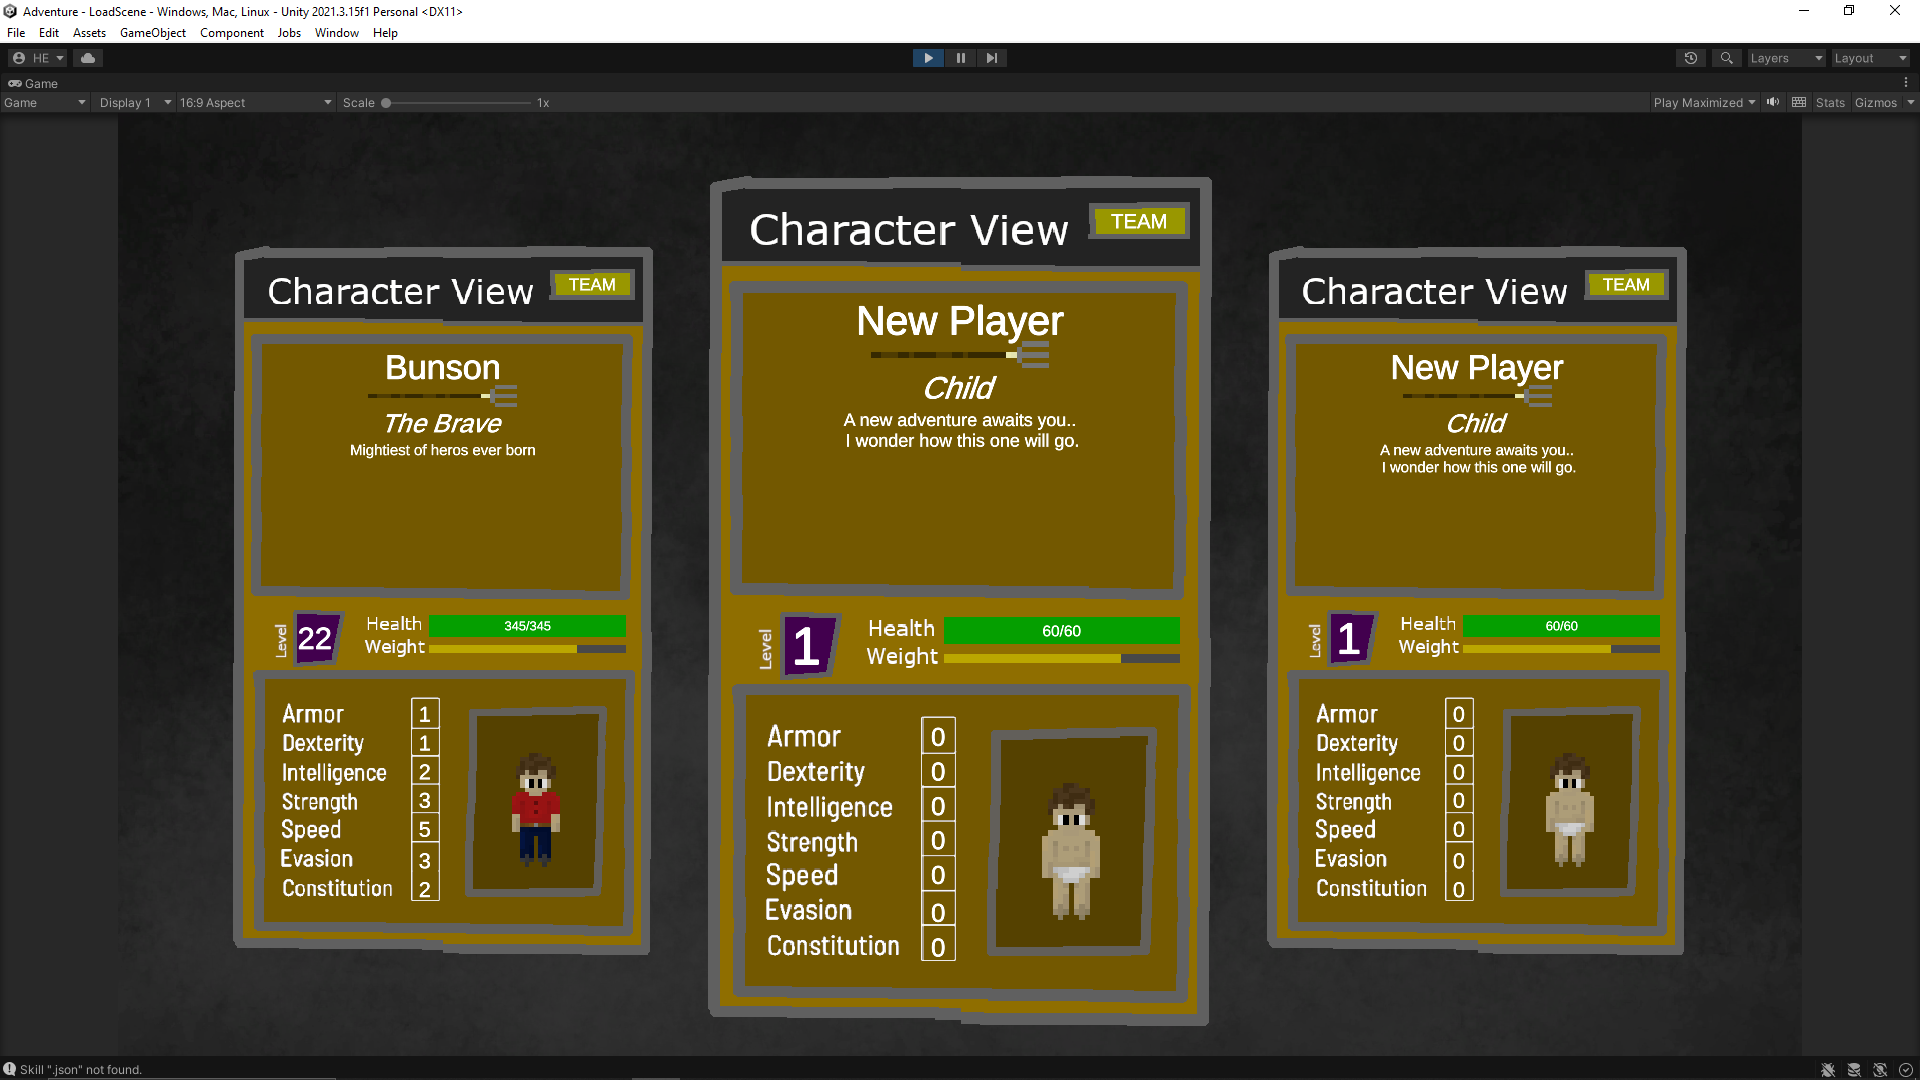 Adventure - LoadScene - Windows, Mac, Linux - Unity 2021.3.15f1 Personal <DX11>
File Edit Assets GameObject Component Jobs Window Help
HE Layers Layout
Game
Game Display 1 16:9 Aspect Scale 1x Play Maximized Stats Gizmos
Character View TEAM
Bunson
The Brave
Mightiest of heros ever born
Level 22
Health 345/345
Weight
Armor 1
Dexterity 1
Intelligence 2
Strength 3
Speed 5
Evasion 3
Constitution 2
Character View TEAM
New Player
Child
A new adventure awaits you..
I wonder how this one will go.
Level 1
Health 60/60
Weight
Armor 0
Dexterity 0
Intelligence 0
Strength 0
Speed 0
Evasion 0
Constitution 0
Character View TEAM
New Player
Child
A new adventure awaits you..
I wonder how this one will go.
Level 1
Health 60/60
Weight
Armor 0
Dexterity 0
Intelligence 0
Strength 0
Speed 0
Evasion 0
Constitution 0
Skill ".json" not found.